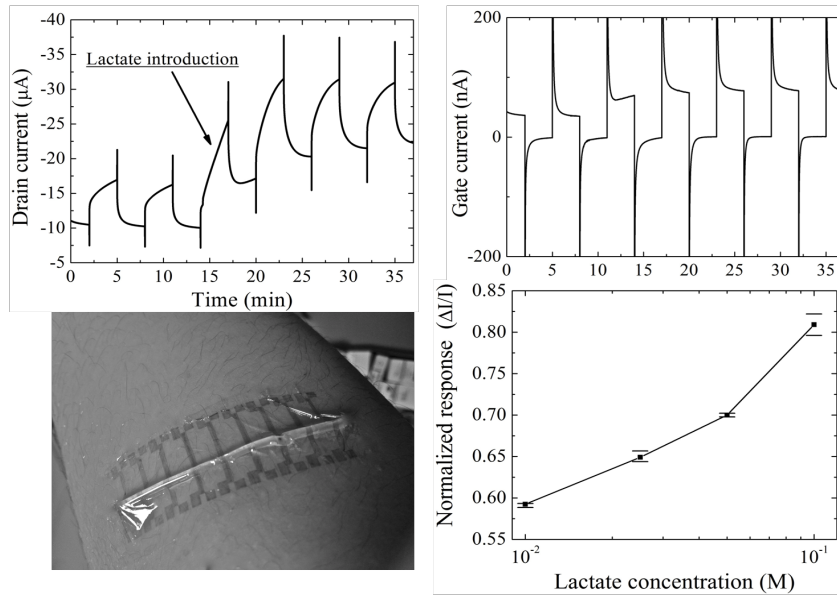 Drain current (μA)
-40
-35
-30
-25
-20
-15
-10
-5
Lactate introduction
0 5 10 15 20 25 30 35
Time (min)
Gate current (nA)
200
0
-200
0 5 10 15 20 25 30 35
Normalized response (ΔI/I)
0.85
0.80
0.75
0.70
0.65
0.60
0.55
10-2 10-1
Lactate concentration (M)